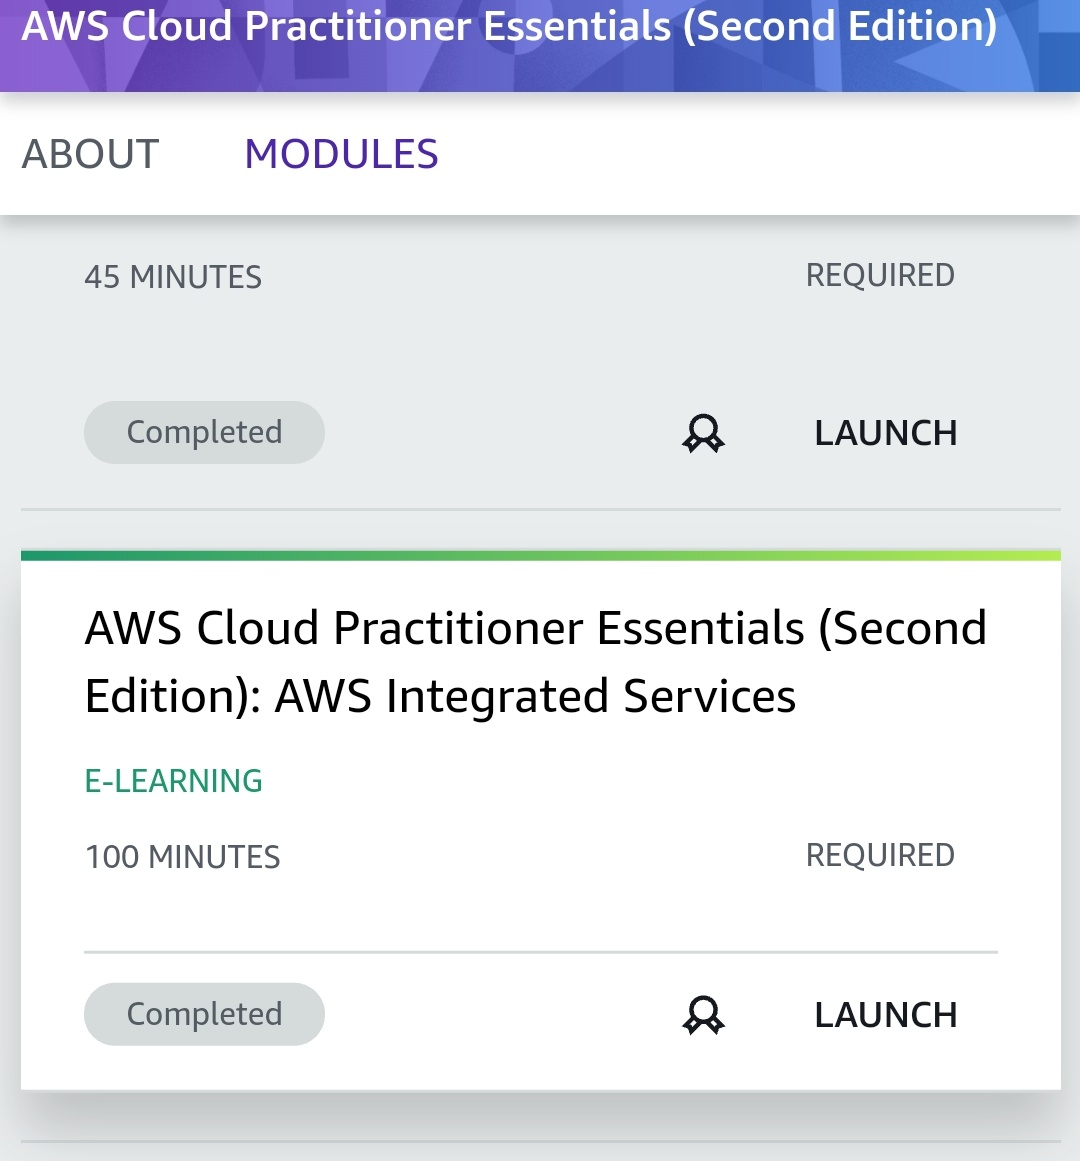 AWS Cloud Practitioner Essentials (Second Edition)
ABOUT MODULES
45 MINUTES REQUIRED
Completed LAUNCH
AWS Cloud Practitioner Essentials (Second
Edition): AWS Integrated Services
E-LEARNING
100 MINUTES REQUIRED
Completed LAUNCH